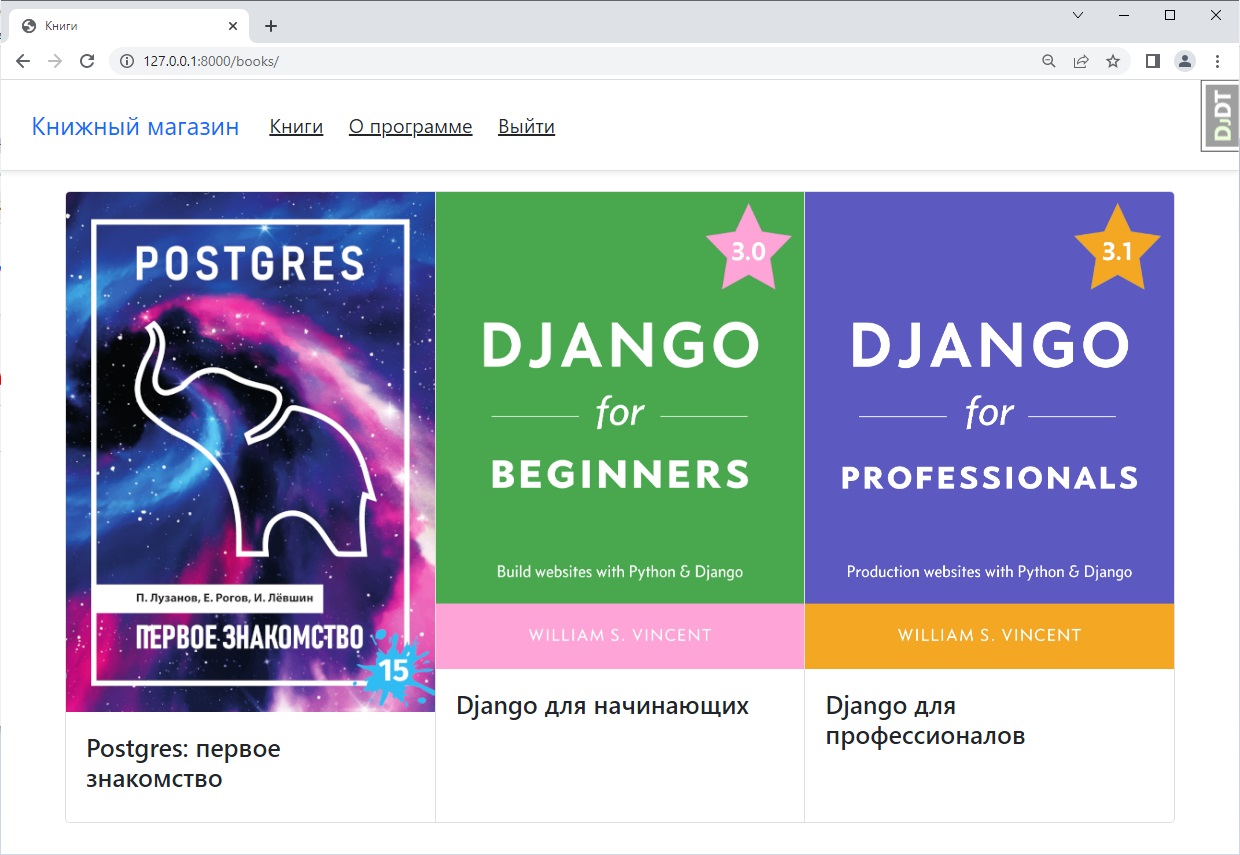 Книги
127.0.0.1:8000/books/
Книжный магазин Книги О программе Выйти
DJDT
POSTGRES
П. Лузанов, Е. Рогов, И. Лёвшин
ПЕРВОЕ ЗНАКОМСТВО
15
Postgres: первое
знакомство
3.0
DJANGO
for
BEGINNERS
Build websites with Python & Django
WILLIAM S. VINCENT
Django для начинающих
3.1
DJANGO
for
PROFESSIONALS
Production websites with Python & Django
WILLIAM S. VINCENT
Django для
профессионалов